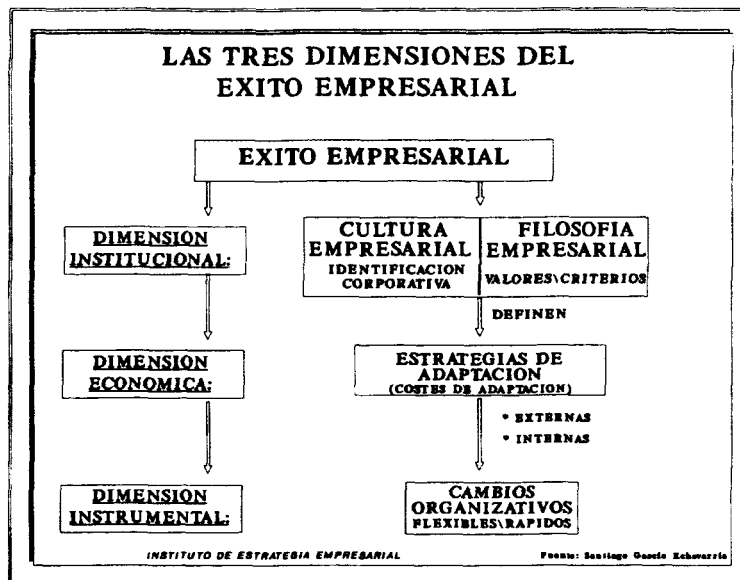 LAS TRES DIMENSIONES DEL
EXITO EMPRESARIAL
EXITO EMPRESARIAL
DIMENSION
INSTITUCIONAL:
CULTURA
EMPRESARIAL
IDENTIFICACION
CORPORATIVA
FILOSOFIA
EMPRESARIAL
VALORES\CRITERIOS
DEFINEN
DIMENSION
ECONOMICA:
ESTRATEGIAS DE
ADAPTACION
(COSTES DE ADAPTACION)
* EXTERNAS
* INTERNAS
DIMENSION
INSTRUMENTAL:
CAMBIOS
ORGANIZATIVOS
FLEXIBLES\RAPIDOS
INSTITUTO DE ESTRATEGIA EMPRESARIAL
Fuente: Santiago García Echevarría